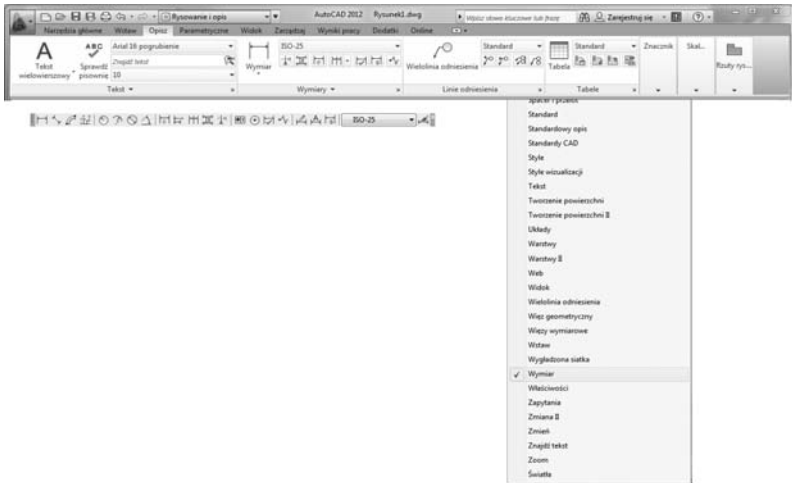 Rysowanie i opis AutoCAD 2012 Rysunek1.dwg Wpisz słowo kluczowe lub frazę Zarejestruj się
Narzędzia główne Wstaw Opisz Parametryczne Widok Zarządzaj Wyniki pracy Dodatki Online
Arial 16 pogrubienie ISO-25 Standard Standard Znacznik Skal...
ABC
A
Znajdź tekst
Tekst wielowierszowy
Sprawdź pisownię
10
Wymiar
Wielolinia odniesienia
Tabela
Rzuty rys...
Tekst Wymiary Linie odniesienia Tabele
ISO-25
Standard
Standardowy opis
Standardy CAD
Style
Style wizualizacji
Tekst
Tworzenie powierzchni
Tworzenie powierzchni II
Układy
Warstwy
Warstwy II
Web
Widok
Wielolinia odniesienia
Więz geometryczny
Więzy wymiarowe
Wstaw
Wygładzona siatka
Wymiar
Właściwości
Zapytania
Zmiana II
Zmień
Znajdź tekst
Zoom
Światła